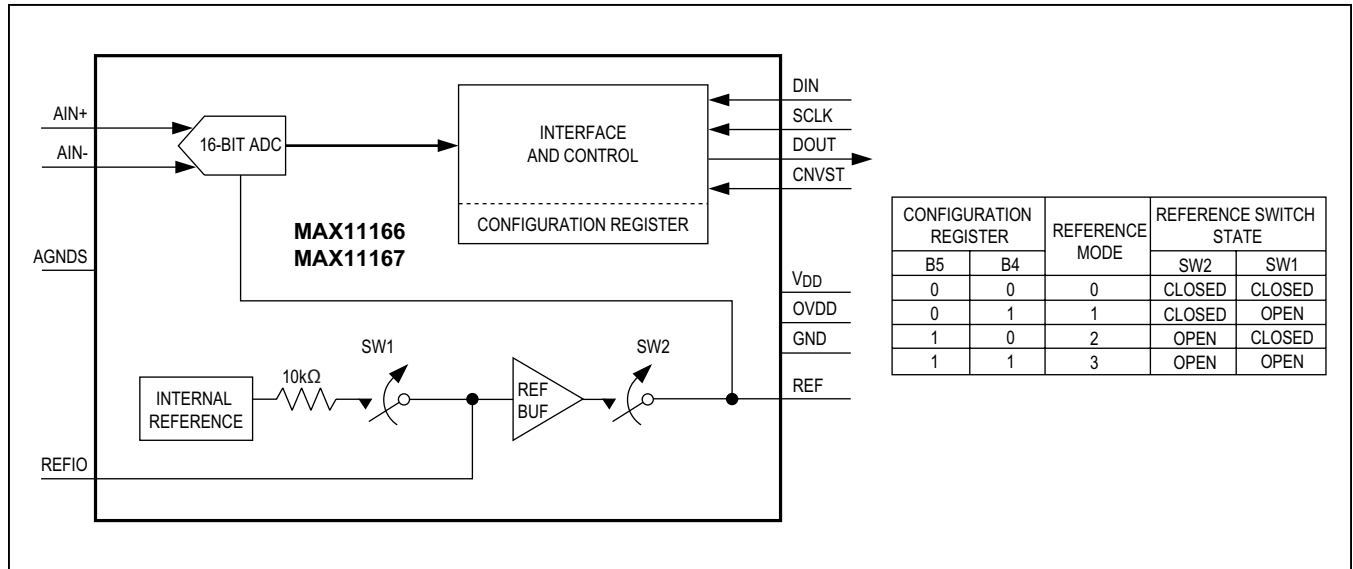 AIN+
AIN-
AGNDS
REFIO
16-BIT ADC
INTERFACE
AND CONTROL
CONFIGURATION REGISTER
MAX11166
MAX11167
INTERNAL
REFERENCE
10kΩ
SW1
REF
BUF
SW2
DIN
SCLK
DOUT
CNVST
VDD
OVDD
GND
REF
CONFIGURATION REGISTER
REFERENCE MODE
REFERENCE SWITCH STATE
B5 B4 SW2 SW1
0 0 0 CLOSED CLOSED
0 1 1 CLOSED OPEN
1 0 2 OPEN CLOSED
1 1 3 OPEN OPEN